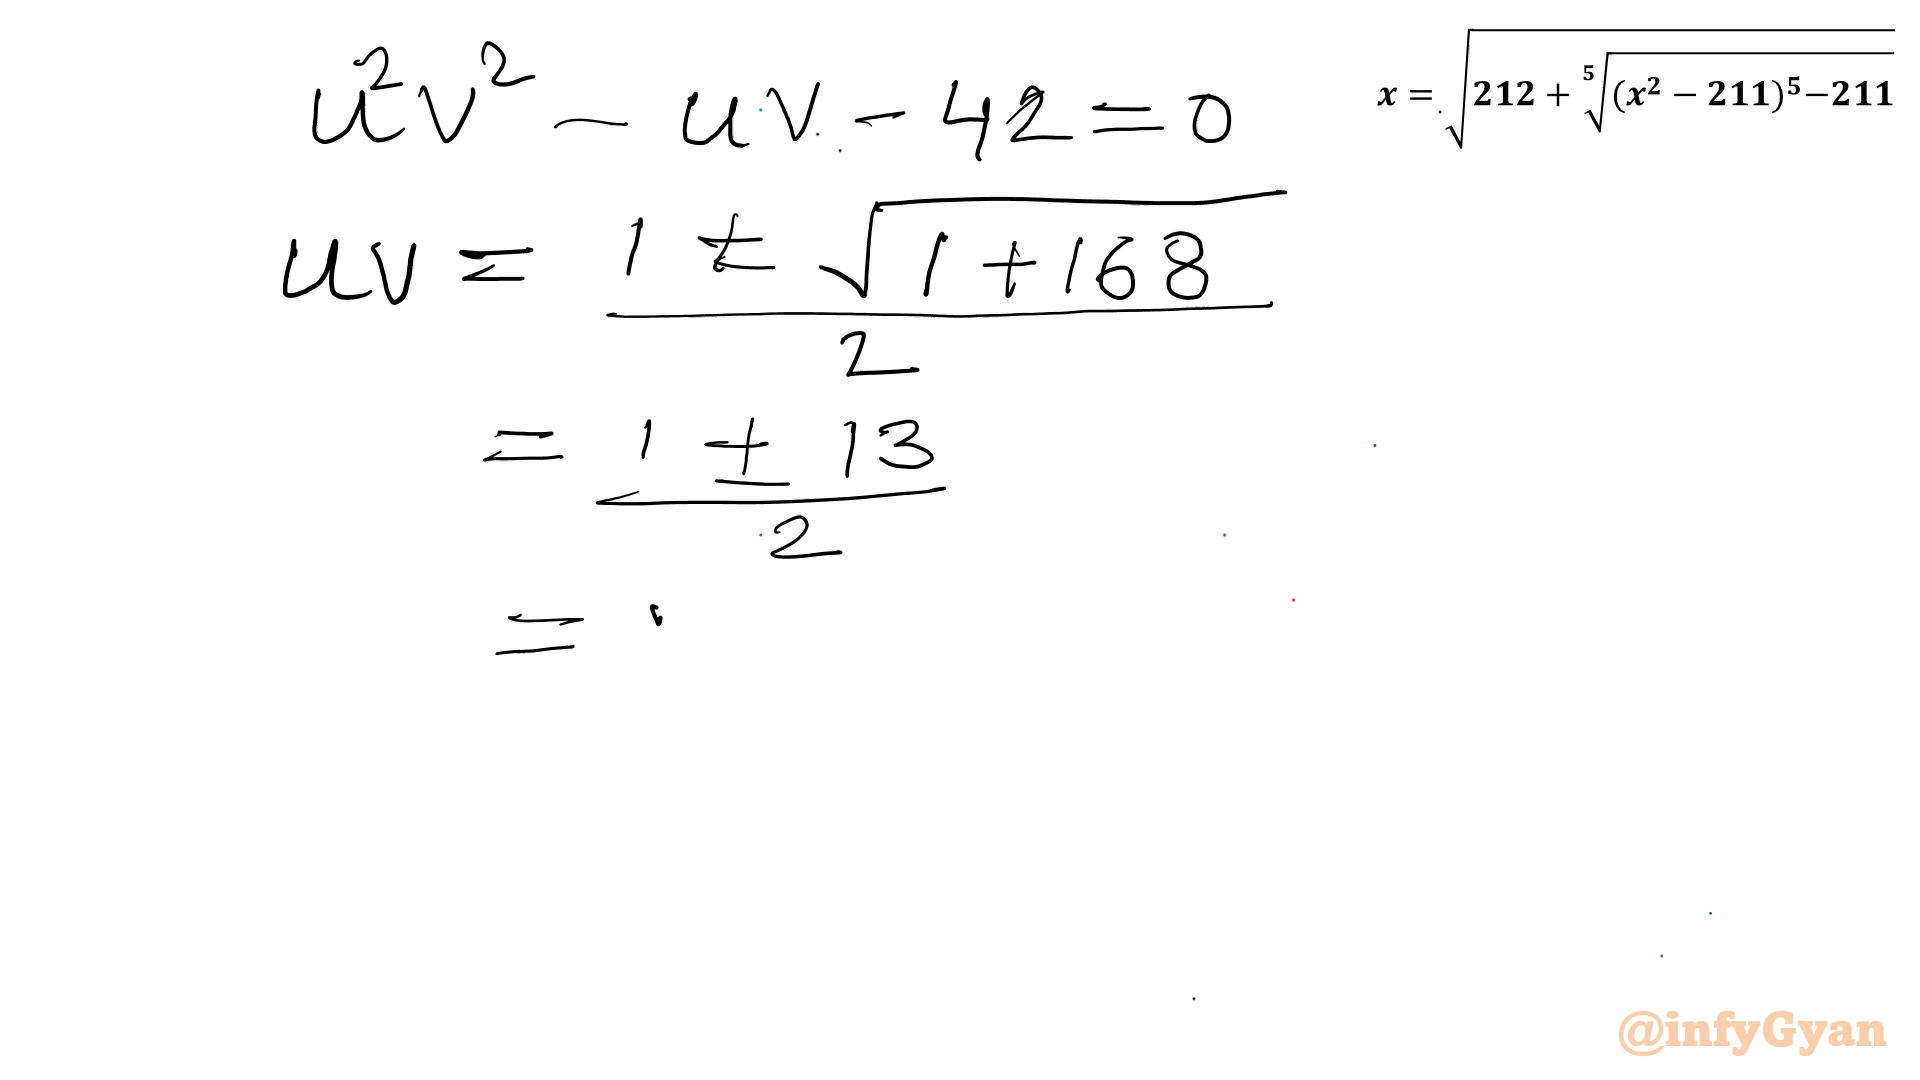 u²v² − uv − 42 = 0
x = √(212 + ⁵√((x² − 211)⁵−211))
uv = (1 ± √(1 + 168)) / 2
= (1 ± 13) / 2
=
@infyGyan